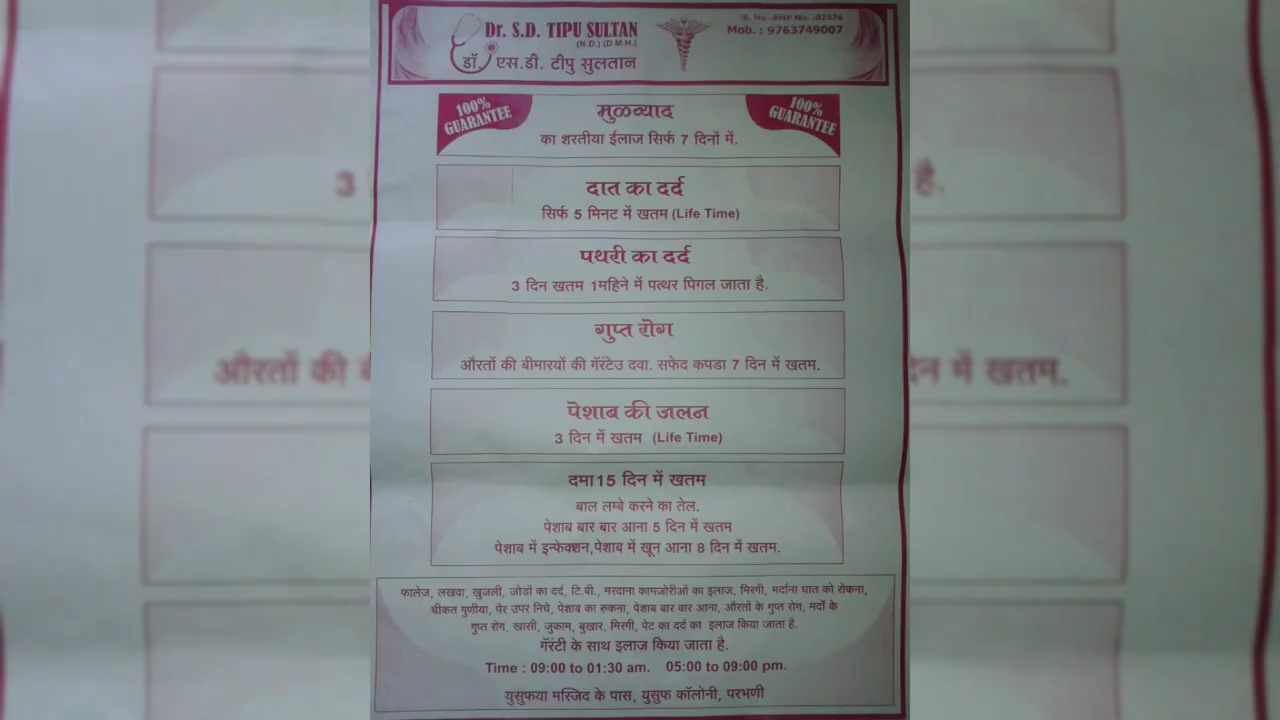 Dr. S.D. TIPU SULTAN
(N.D.) (D.M.H.)
डॉ. एस.डी. टीपु सुलतान
र. No -RNP No. -02576
Mob. : 9763749007
100% GUARANTEE
मुळव्याद
100% GUARANTEE
का शरतीया ईलाज सिर्फ 7 दिनों में.
दात का दर्द
सिर्फ 5 मिनट में खतम (Life Time)
पथरी का दर्द
3 दिन खतम 1महिने में पत्थर पिगल जाता है.
गुप्त रोग
औरतों की बीमारयों की गॅरंटेउ दवा. सफेद कपडा 7 दिन में खतम.
पेशाब की जलन
3 दिन में खतम (Life Time)
दमा15 दिन में खतम
बाल लम्बे करने का तेल.
पेशाब बार बार आना 5 दिन में खतम
पेशाब में इन्फेक्शन,पेशाब में खून आना 8 दिन में खतम.
फालेज, लखवा, खुजली, जोडों का दर्द, टि.बी., मरदाना कामजोरीओं का इलाज, मिरगी, मर्दाना घात को रोकना,
चीकत गुणीया, पेर उपर निचे, पेशाब का रुकना, पेशाब बार बार आना, औरतों के गुप्त रोग, मर्दो के
गुप्त रोग, खांसी, जुकाम, बुखार, मिरगी, पेट का दर्द का इलाज किया जाता है.
गॅरंटी के साथ इलाज किया जाता है.
Time : 09:00 to 01:30 am. 05:00 to 09:00 pm.
युसुफया मस्जिद के पास, युसुफ कॉलोनी, परभणी